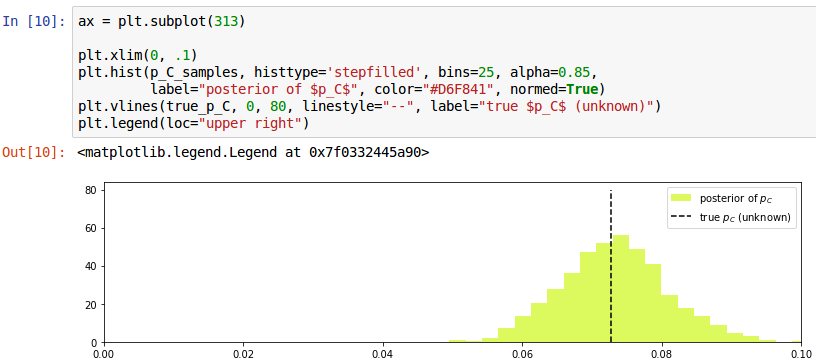 In [10]: ax = plt.subplot(313)
plt.xlim(0, .1)
plt.hist(p_C_samples, histtype='stepfilled', bins=25, alpha=0.85,
label="posterior of $p_C$", color="#D6F841", normed=True)
plt.vlines(true_p_C, 0, 80, linestyle="--", label="true $p_C$ (unknown)")
plt.legend(loc="upper right")
Out[10]: <matplotlib.legend.Legend at 0x7f0332445a90>
80
posterior of p_C
true p_C (unknown)
60
40
20
0
0.00 0.02 0.04 0.06 0.08 0.10